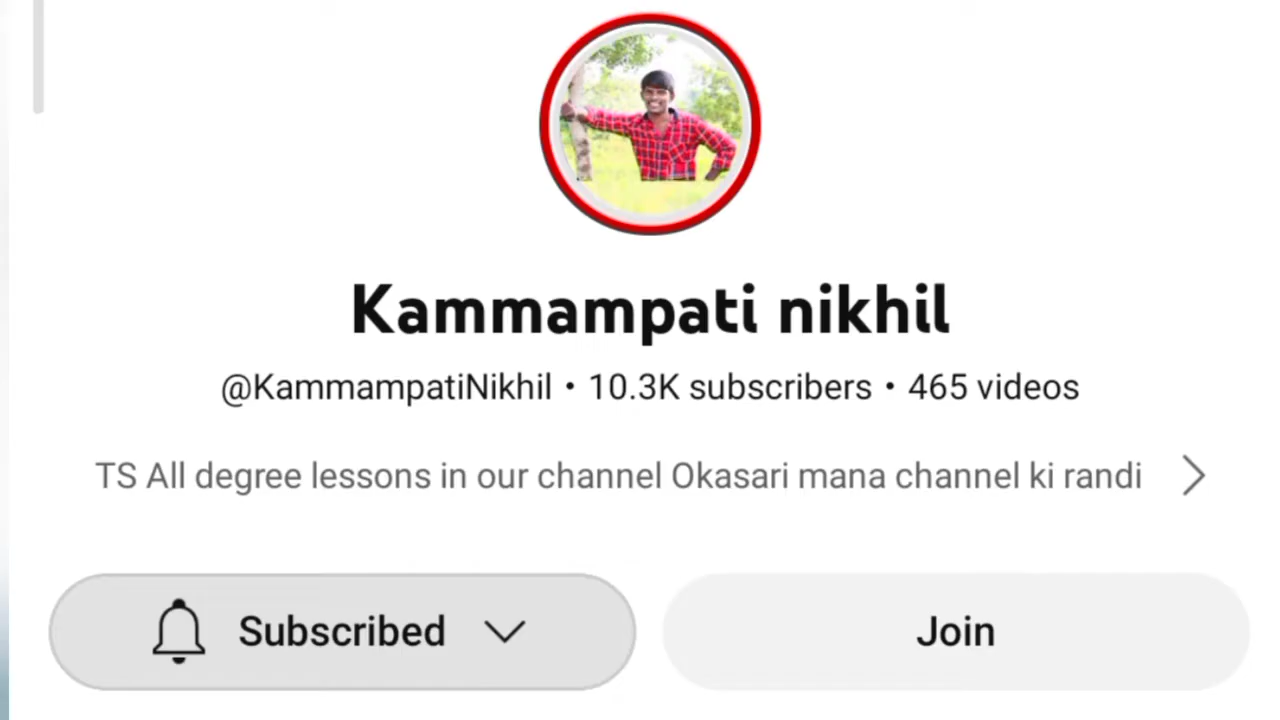 Kammampati nikhil
@KammampatiNikhil • 10.3K subscribers • 465 videos
TS All degree lessons in our channel Okasari mana channel ki randi
Subscribed
Join